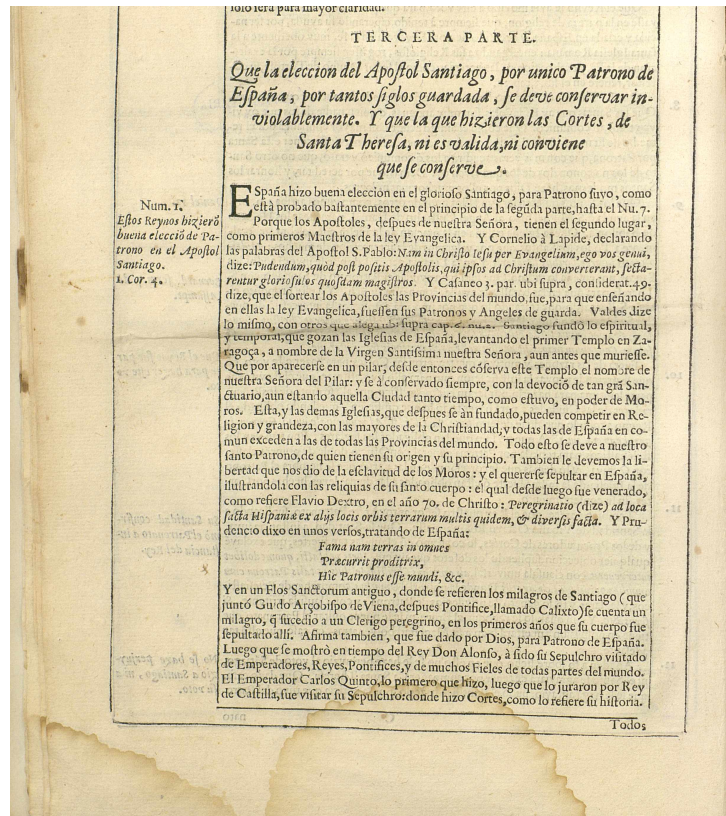 solo sera para mayor claridad.
TERCERA PARTE.
Que la eleccion del Apoſtol Santiago, por unico Patrono de
Eſpaña, por tantos ſiglos guardada, ſe deve conſervar in-
violablemente. Y que la que hizieron las Cortes, de
Santa Thereſa, ni es valida, ni conviene
que ſe conſerve.
Num. 1.
Eſtos Reynos hizierõ
buena elecciõ de Pa-
trono en el Apoſtol
Santiago.
1. Cor. 4.
Eſpaña hizo buena eleccion en el glorioſo Santiago, para Patrono ſuyo, como
eſtà probado baſtantemente en el principio de la segũda parte, haſta el Nu. 7.
Porque los Apoſtoles, deſpues de nueſtra Señora, tienen el segundo lugar,
como primeros Maeſtros de la ley Evangelica. Y Cornelio à Lapide, declarando
las palabras del Apoſtol S. Pablo: Nam in Chriſto Ieſu per Evangelium, ego vos genui,
dize: Pudendum, quòd poſt poſitis Apoſtolis, qui ipſos ad Chriſtum converterant, ſecta-
rentur glorioſulos quoſdam magiſtros. Y Caſaneo 3. par. ubi ſupra, conſiderat. 49.
dize, que el ſortear los Apoſtoles las Provincias del mundo, fue, para que enſeñando
en ellas la ley Evangelica, fueſſen ſus Patronos y Angeles de guarda. Valdes dize
lo miſmo, con otros que alega ubi ſupra cap. 6. nu. 2. Santiago fundò lo eſpiritual,
y temporal, que gozan las Igleſias de Eſpaña, levantando el primer Templo en Za-
ragoça, a nombre de la Virgen Santiſsima nueſtra Señora, aun antes que murieſſe.
Que por aparecerſe en un pilar, deſde entonces cõſerva eſte Templo el nombre de
nueſtra Señora del Pilar: y ſe à conſervado ſiempre, con la devociõ de tan grã San-
ctuario, aun eſtando aquella Ciudad tanto tiempo, como eſtuvo, en poder de Mo-
ros. Eſta, y las demas Igleſias, que deſpues ſe àn fundado, pueden competir en Re-
ligion y grandeza, con las mayores de la Chriſtiandad, y todas las de Eſpaña en co-
mun exceden a las de todas las Provincias del mundo. Todo eſto ſe deve a nueſtro
ſanto Patrono, de quien tienen ſu origen y ſu principio. Tambien le devemos la li-
bertad que nos dio de la eſclavitud de los Moros: y el quererſe ſepultar en Eſpaña,
iluſtrandola con las reliquias de ſu ſanto cuerpo: el qual deſde luego fue venerado,
como refiere Flavio Dextro, en el año 70. de Chriſto: Peregrinatio (dize) ad loca
ſacta Hiſpaniæ ex alijs locis orbis terrarum multis quidem, & diverſis facta. Y Pru-
dencio dixo en unos verſos, tratando de Eſpaña:
Fama nam terras in omnes
Præcurrit proditrix,
Hic Patronus eſſe mundi, &c.
Y en un Flos Sanctorum antiguo, donde ſe refieren los milagros de Santiago (que
juntó Guido Arçobiſpo de Viena, deſpues Pontifice, llamado Calixto) ſe cuenta un
milagro, q̃ ſucedio a un Clerigo peregrino, en los primeros años que ſu cuerpo fue
ſepultado alli. Afirma tambien, que fue dado por Dios, para Patrono de Eſpaña.
Luego que ſe moſtrò en tiempo del Rey Don Alonſo, à ſido ſu Sepulchro viſitado
de Emperadores, Reyes, Pontifices, y de muchos Fieles de todas partes del mundo.
El Emperador Carlos Quinto, lo primero que hizo, luego que lo juraron por Rey
de Caſtilla, fue viſitar ſu Sepulchro: donde hizo Cortes, como lo refiere ſu hiſtoria.
Todos